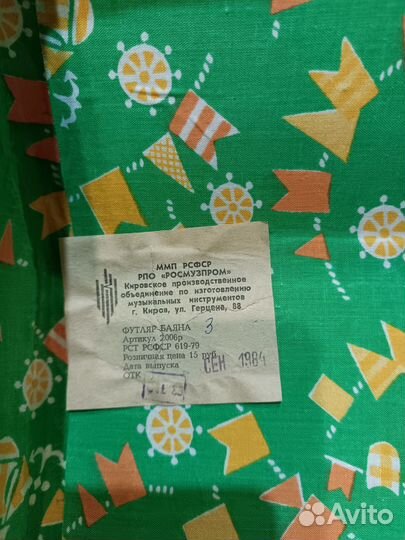 ММП РСФСР
РПО «РОСМУЗПРОМ»
Кировское производственное
объединение по изготовлению
музыкальных инструментов
г. Киров, ул. Герцена, 88
ФУТЛЯР БАЯНА 3
Артикул 2006р
РСТ РСФСР 619-79
Розничная цена 15 руб
Дата выпуска СЕН 1984
ОТК
Avito